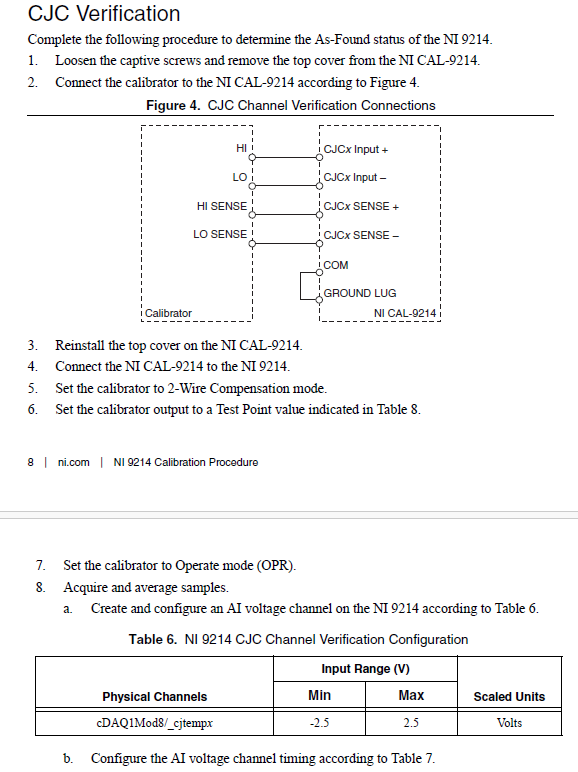 CJC Verification
Complete the following procedure to determine the As-Found status of the NI 9214.
1. Loosen the captive screws and remove the top cover from the NI CAL-9214.
2. Connect the calibrator to the NI CAL-9214 according to Figure 4.
Figure 4. CJC Channel Verification Connections
HI CJCx Input +
LO CJCx Input –
HI SENSE CJCx SENSE +
LO SENSE CJCx SENSE –
COM
GROUND LUG
Calibrator NI CAL-9214
3. Reinstall the top cover on the NI CAL-9214.
4. Connect the NI CAL-9214 to the NI 9214.
5. Set the calibrator to 2-Wire Compensation mode.
6. Set the calibrator output to a Test Point value indicated in Table 8.
8 | ni.com | NI 9214 Calibration Procedure
7. Set the calibrator to Operate mode (OPR).
8. Acquire and average samples.
a. Create and configure an AI voltage channel on the NI 9214 according to Table 6.
Table 6. NI 9214 CJC Channel Verification Configuration
Input Range (V)
Physical Channels Min Max Scaled Units
cDAQ1Mod8/_cjtempx -2.5 2.5 Volts
b. Configure the AI voltage channel timing according to Table 7.